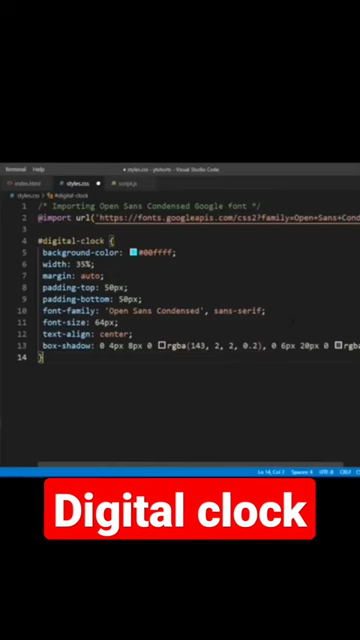 Terminal Help
● styles.css - ytshorts - Visual Studio Code
index.html styles.css ● script.js
styles.css > #digital-clock
1 /* Importing Open Sans Condensed Google font */
2 @import url('https://fonts.googleapis.com/css2?family=Open+Sans+Cond
3
4 #digital-clock {
5 background-color: #00ffff;
6 width: 35%;
7 margin: auto;
8 padding-top: 50px;
9 padding-bottom: 50px;
10 font-family: 'Open Sans Condensed', sans-serif;
11 font-size: 64px;
12 text-align: center;
13 box-shadow: 0 4px 8px 0 rgba(143, 2, 2, 0.2), 0 6px 20px 0 rgba
14 }
Ln 14, Col 2 Spaces: 4 UTF-8 CRLF
Digital clock